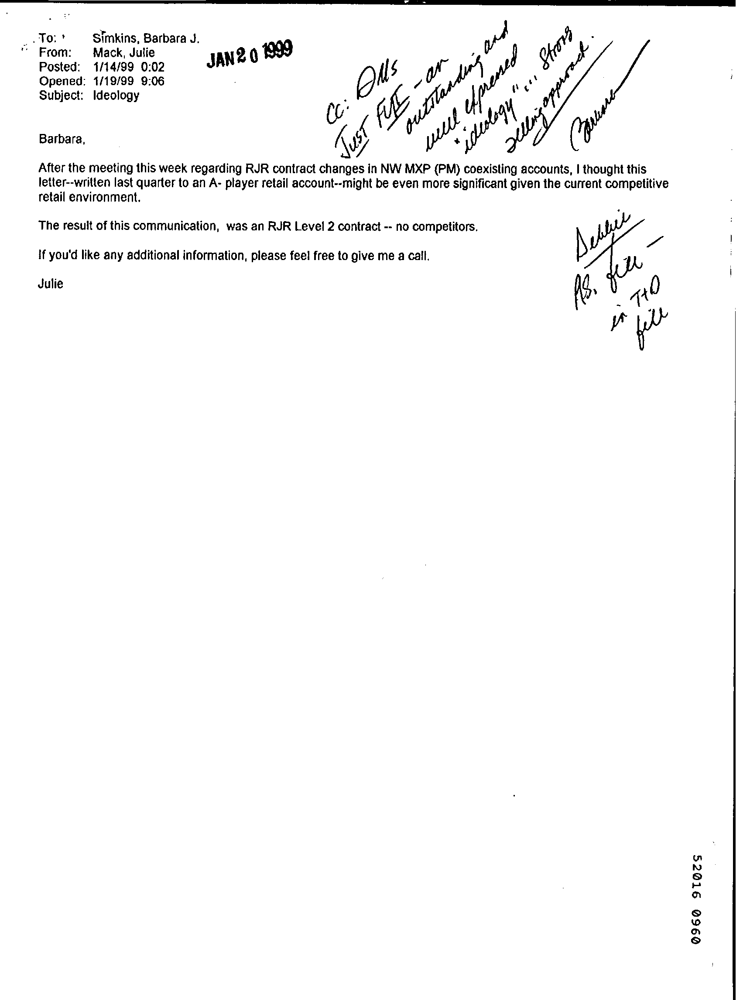 To: Simkins, Barbara J.
From: Mack, Julie
Posted: 1/14/99 0:02
Opened: 1/19/99 9:06
Subject: Ideology
JAN 20 1999
cc: DMs
Just FYI - an
outstanding and
well expressed
"ideology"... Strong
selling approach.
Barbara
Barbara,
After the meeting this week regarding RJR contract changes in NW MXP (PM) coexisting accounts, I thought this
letter--written last quarter to an A- player retail account--might be even more significant given the current competitive
retail environment.
The result of this communication, was an RJR Level 2 contract -- no competitors.
If you'd like any additional information, please feel free to give me a call.
Julie
Debbie
Ps. file -
in T+D
file
52016 0960